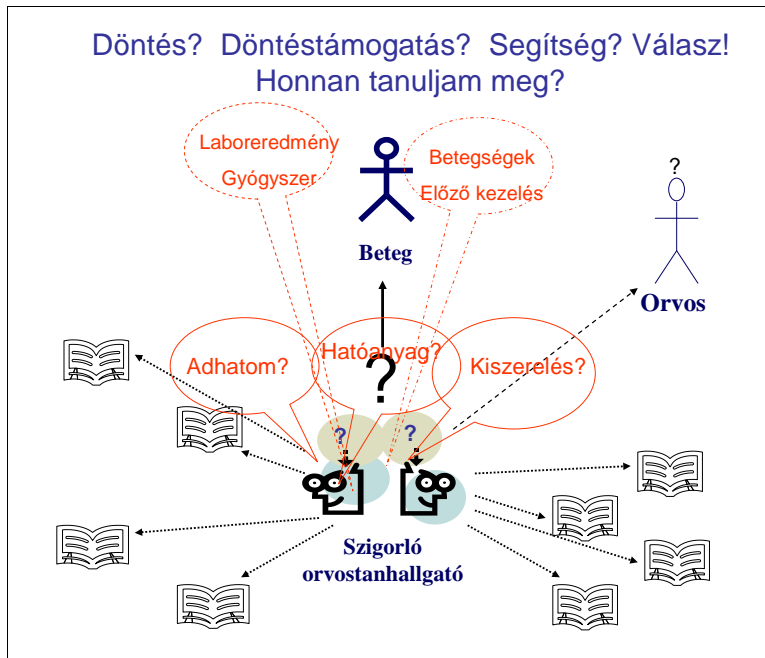 Döntés? Döntéstámogatás? Segítség? Válasz!
Honnan tanuljam meg?
Laboreredmény
Gyógyszer
Betegségek
Előző kezelés
?
Beteg
Orvos
Adhatom?
Hatóanyag?
Kiszerelés?
?
?
?
Szigorló
orvostanhallgató